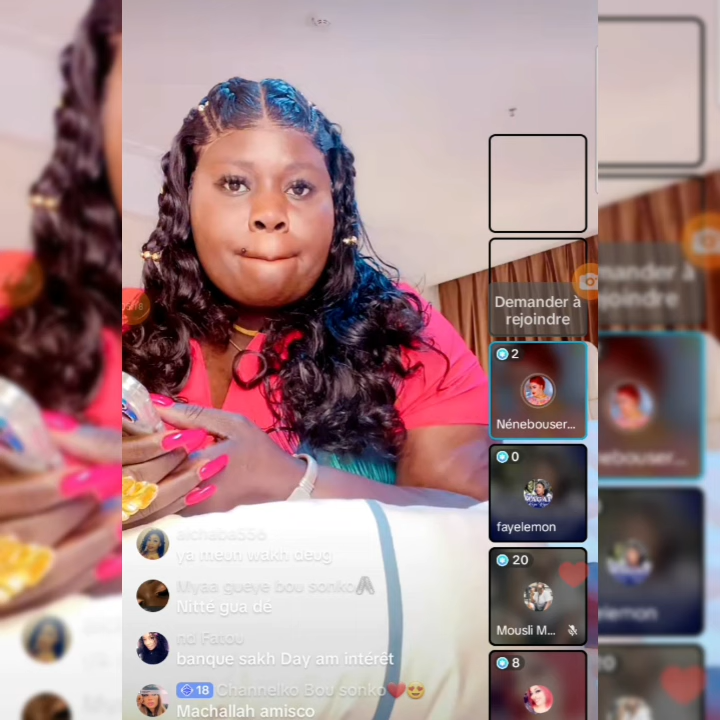 Demander à
rejoindre
2
Nénebouser...
0
fayelemon
20
Mousli M...
8
aichaba556
ya meun wakh deug
Myaa gueye bou sonko
Nitté gua dè
nd Fatou
banque sakh Day am intérêt
18 Channelko Bou sonko❤️😍
Machallah amisco